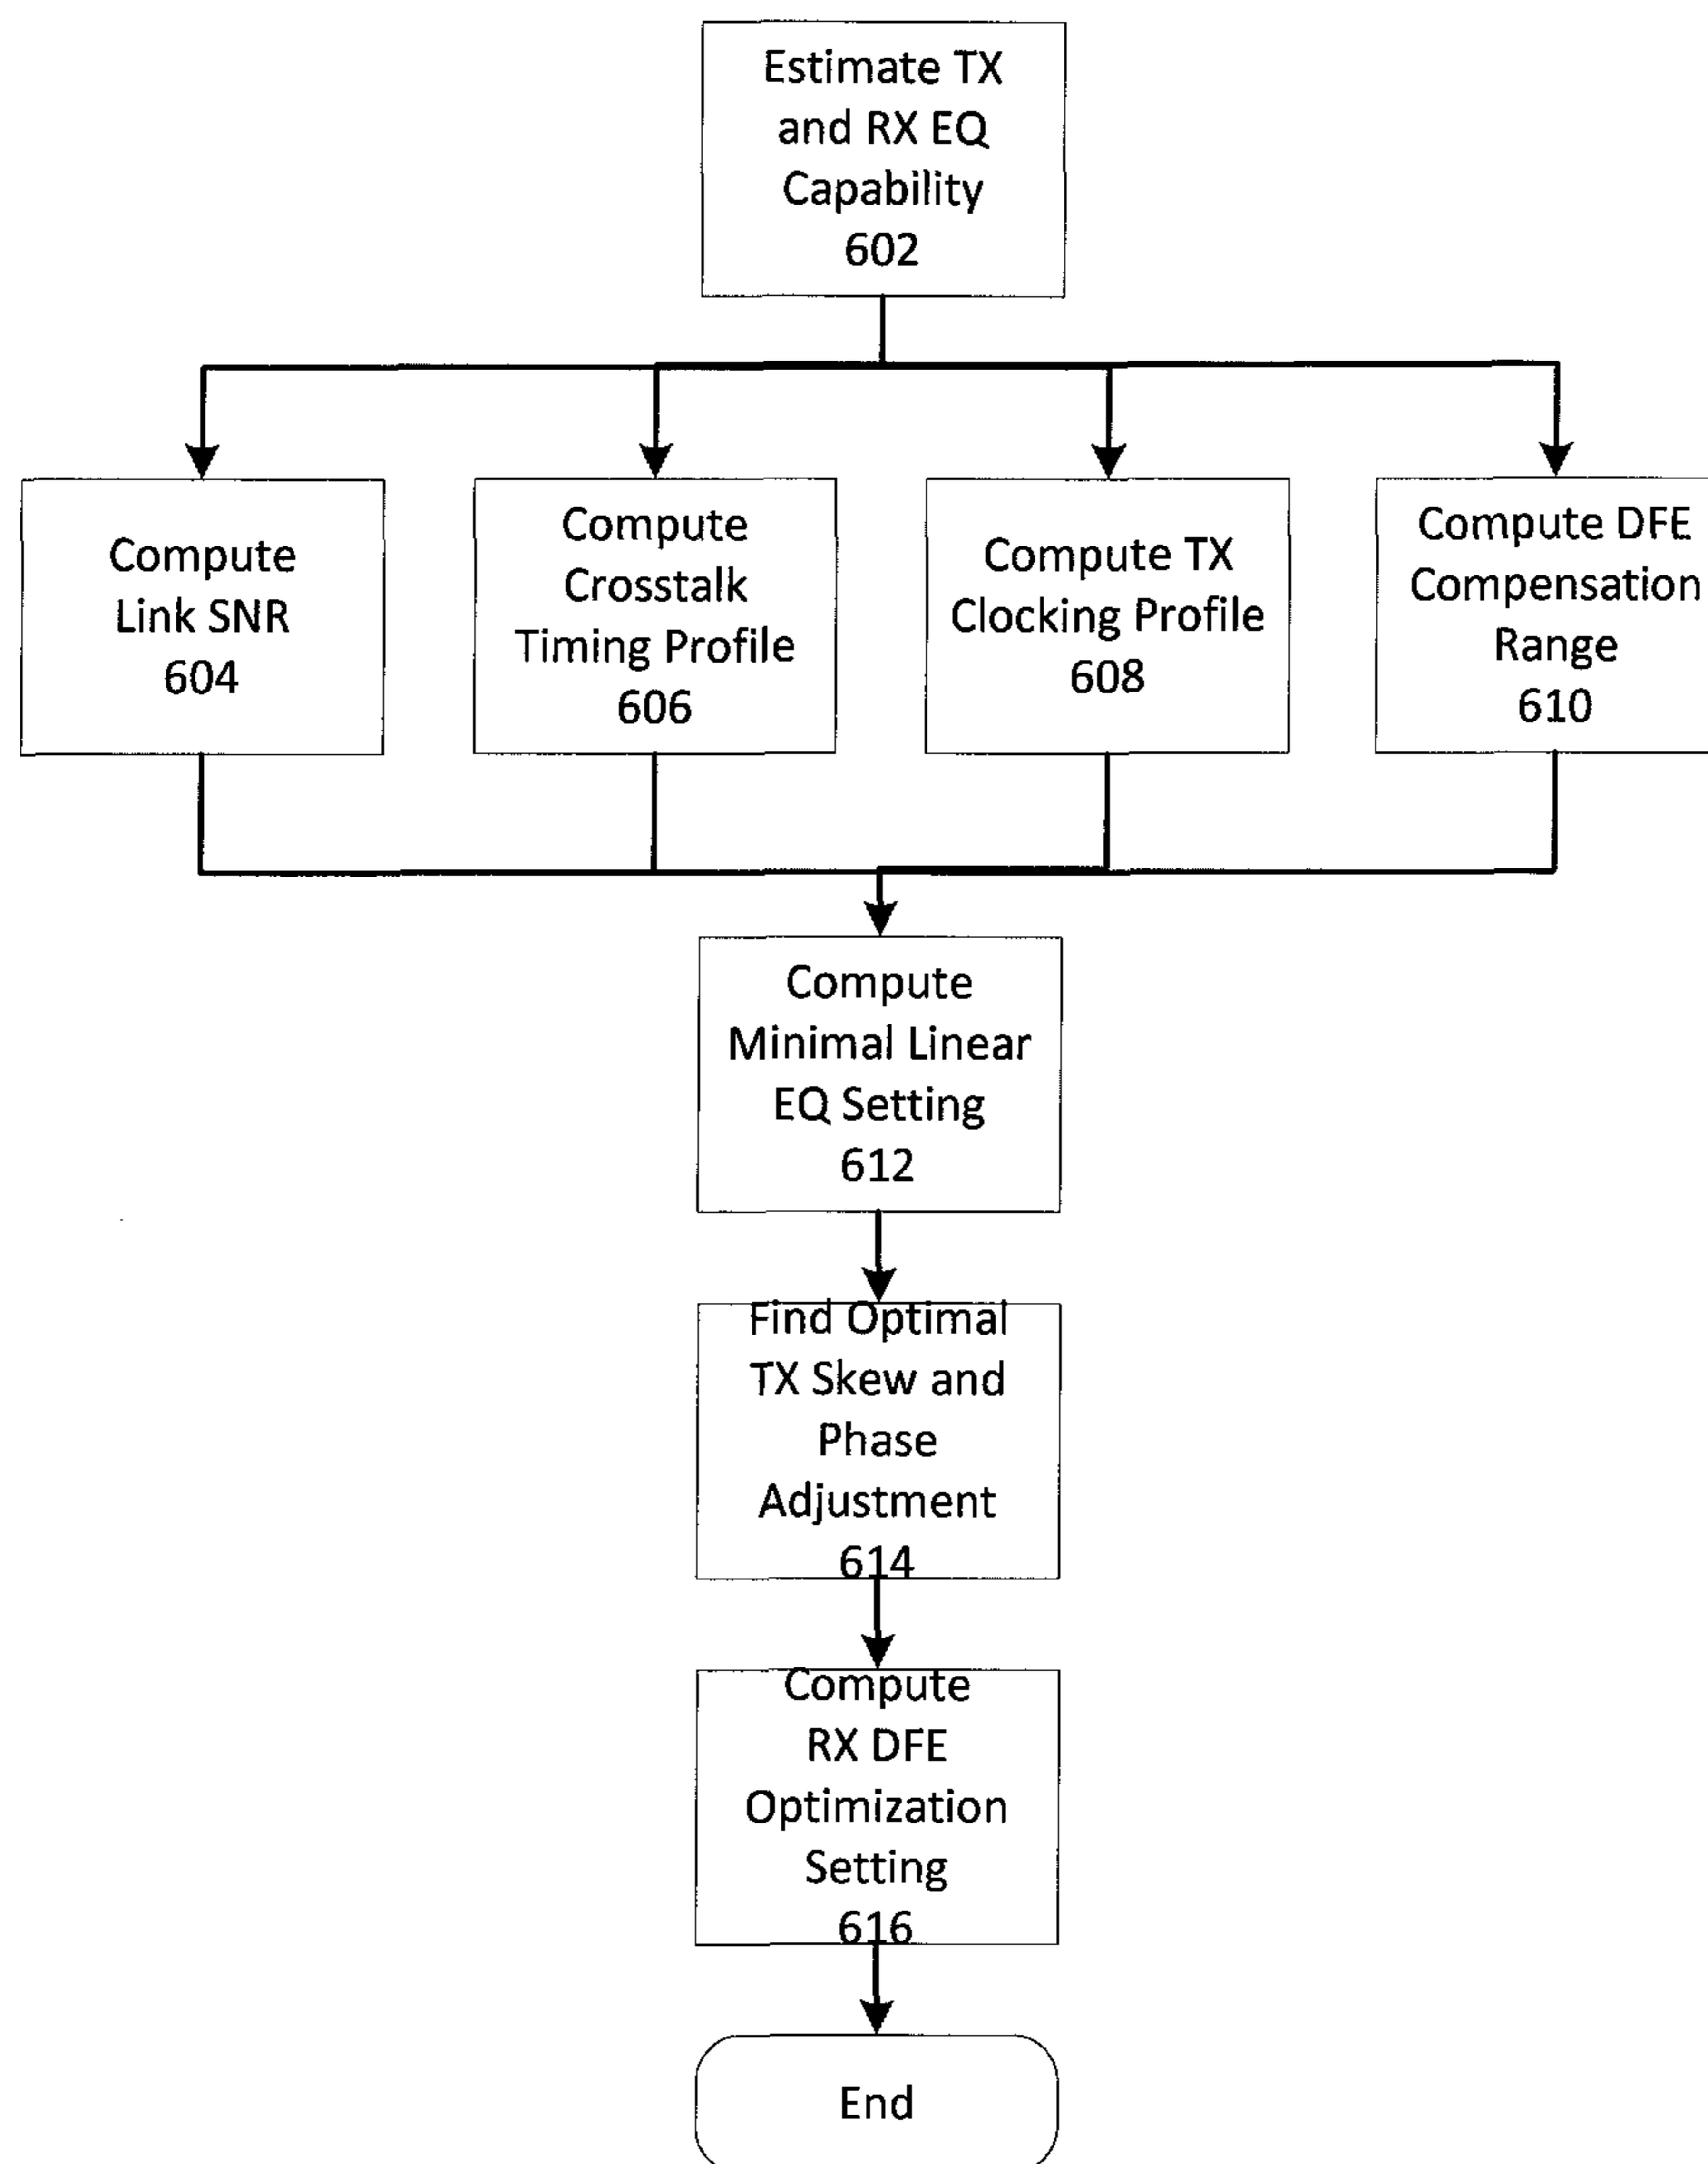 Estimate TX
and RX EQ
Capability
602
Compute
Link SNR
604
Compute
Crosstalk
Timing Profile
606
Compute TX
Clocking Profile
608
Compute DFE
Compensation
Range
610
Compute
Minimal Linear
EQ Setting
612
Find Optimal
TX Skew and
Phase
Adjustment
614
Compute
RX DFE
Optimization
Setting
616
End